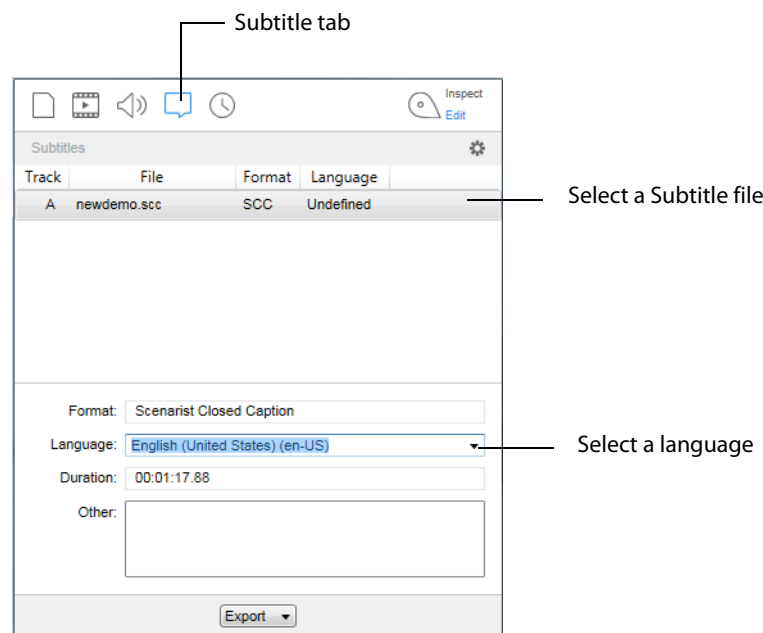 Subtitle tab
Inspect
Edit
Subtitles
Track File Format Language
A newdemo.scc SCC Undefined
Select a Subtitle file
Format: Scenarist Closed Caption
Language: English (United States) (en-US)
Select a language
Duration: 00:01:17.88
Other:
Export